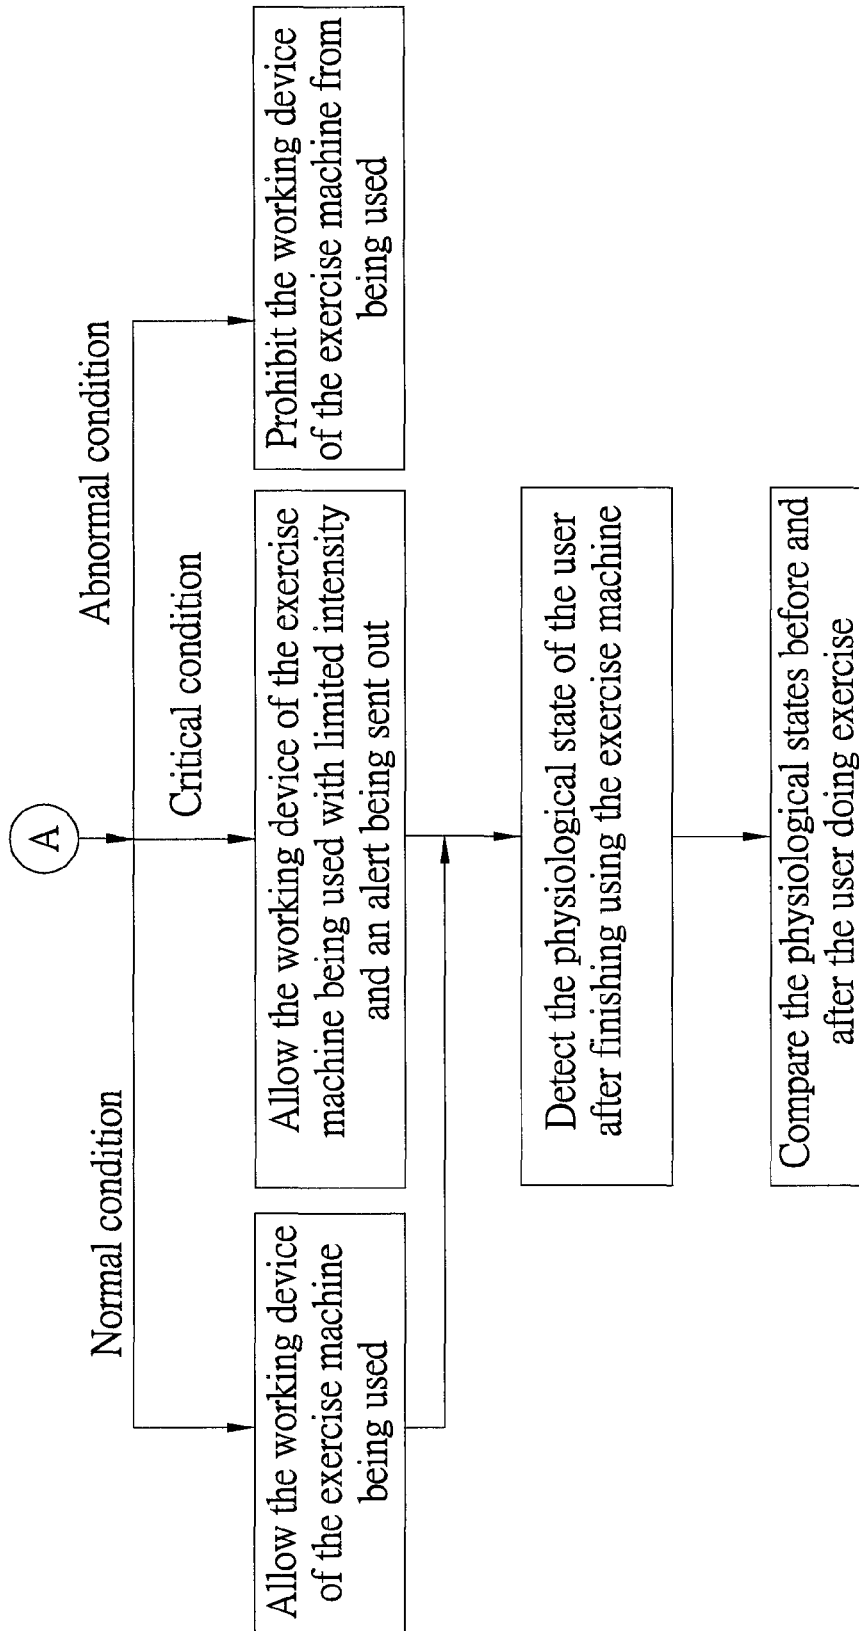 A
Normal condition
Critical condition
Abnormal condition
Allow the working device
of the exercise machine
being used
Allow the working device of the exercise
machine being used with limited intensity
and an alert being sent out
Prohibit the working device
of the exercise machine from
being used
Detect the physiological state of the user
after finishing using the exercise machine
Compare the physiological states before and
after the user doing exercise